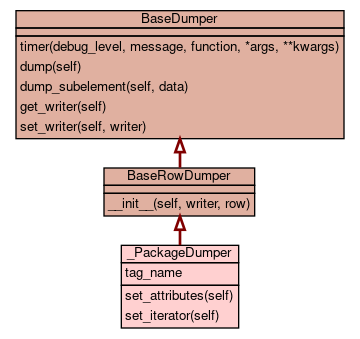 BaseDumper
timer(debug_level, message, function, *args, **kwargs)
dump(self)
dump_subelement(self, data)
get_writer(self)
set_writer(self, writer)
BaseRowDumper
__init__(self, writer, row)
_PackageDumper
tag_name
set_attributes(self)
set_iterator(self)